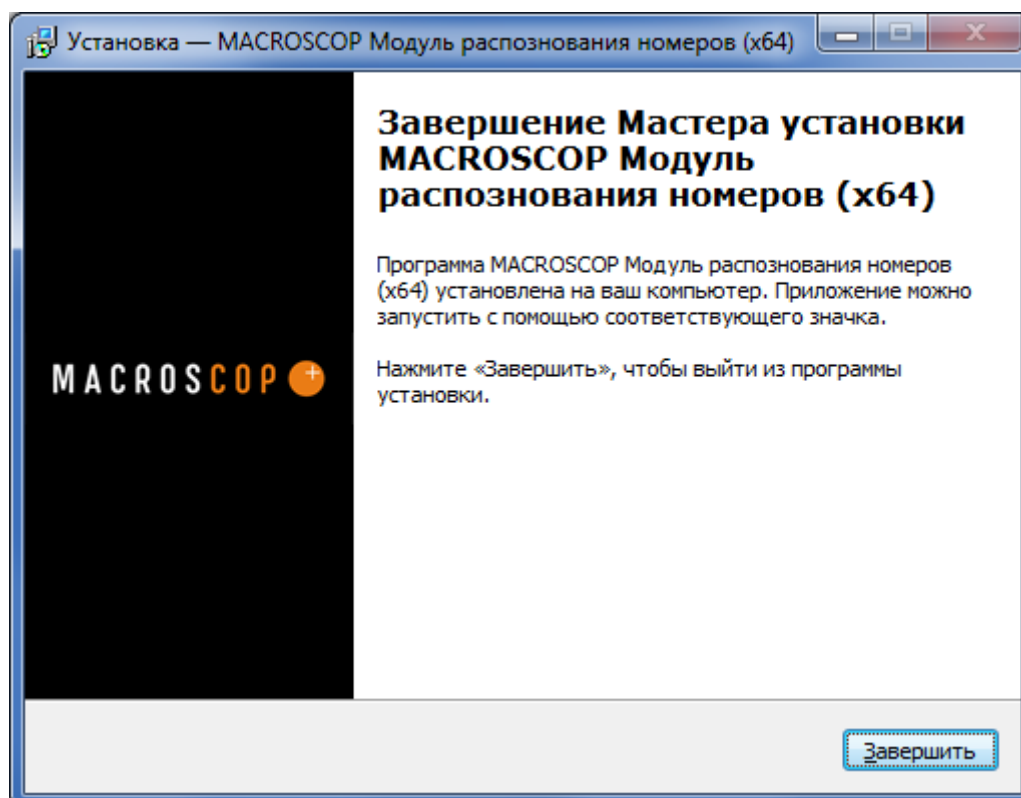 Установка — MACROSCOP Модуль распознования номеров (x64)
Завершение Мастера установки
MACROSCOP Модуль
распознования номеров (x64)
Программа MACROSCOP Модуль распознования номеров
(x64) установлена на ваш компьютер. Приложение можно
запустить с помощью соответствующего значка.
MACROSCOP
Нажмите «Завершить», чтобы выйти из программы
установки.
Завершить